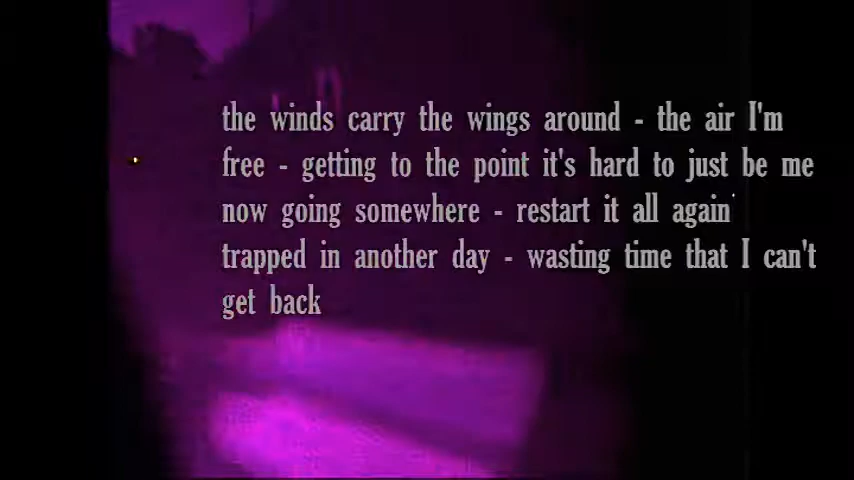 the winds carry the wings around - the air I'm
free - getting to the point it's hard to just be me
now going somewhere - restart it all again
trapped in another day - wasting time that I can't
get back